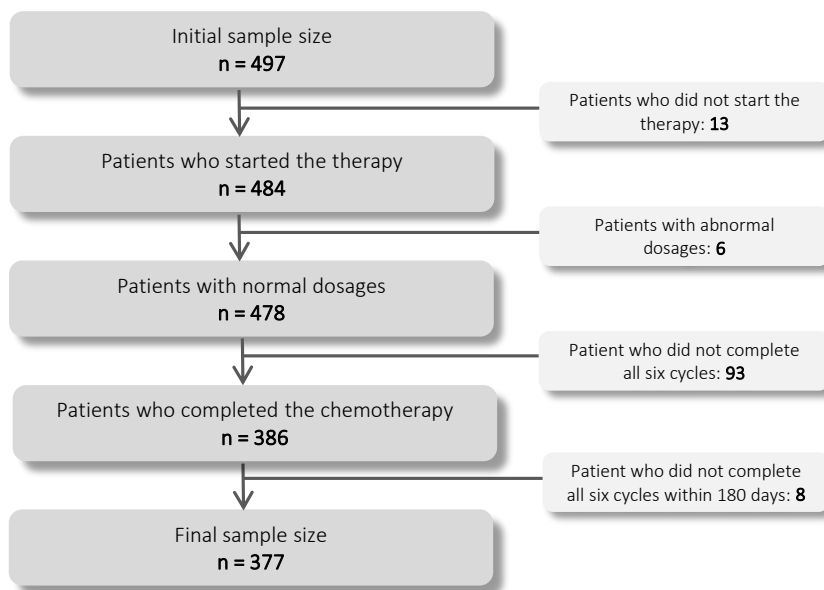 Initial sample size
n = 497
Patients who did not start the
therapy: 13
Patients who started the therapy
n = 484
Patients with abnormal
dosages: 6
Patients with normal dosages
n = 478
Patient who did not complete
all six cycles: 93
Patients who completed the chemotherapy
n = 386
Patient who did not complete
all six cycles within 180 days: 8
Final sample size
n = 377